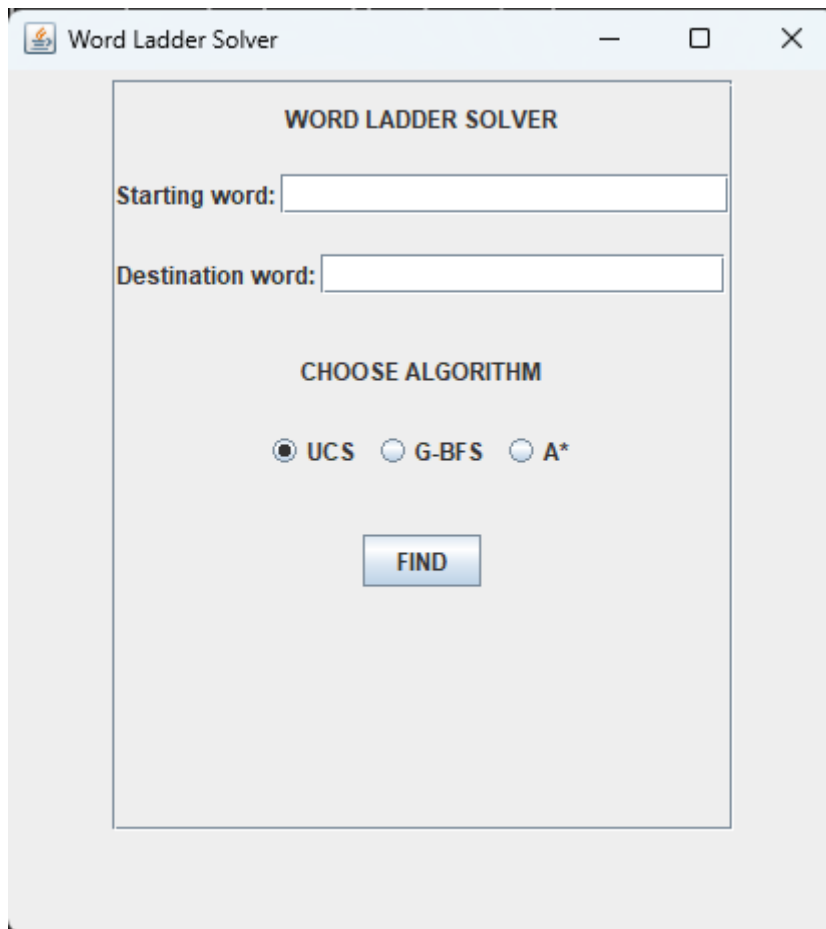 Word Ladder Solver
WORD LADDER SOLVER
Starting word:
Destination word:
CHOOSE ALGORITHM
UCS G-BFS A*
FIND